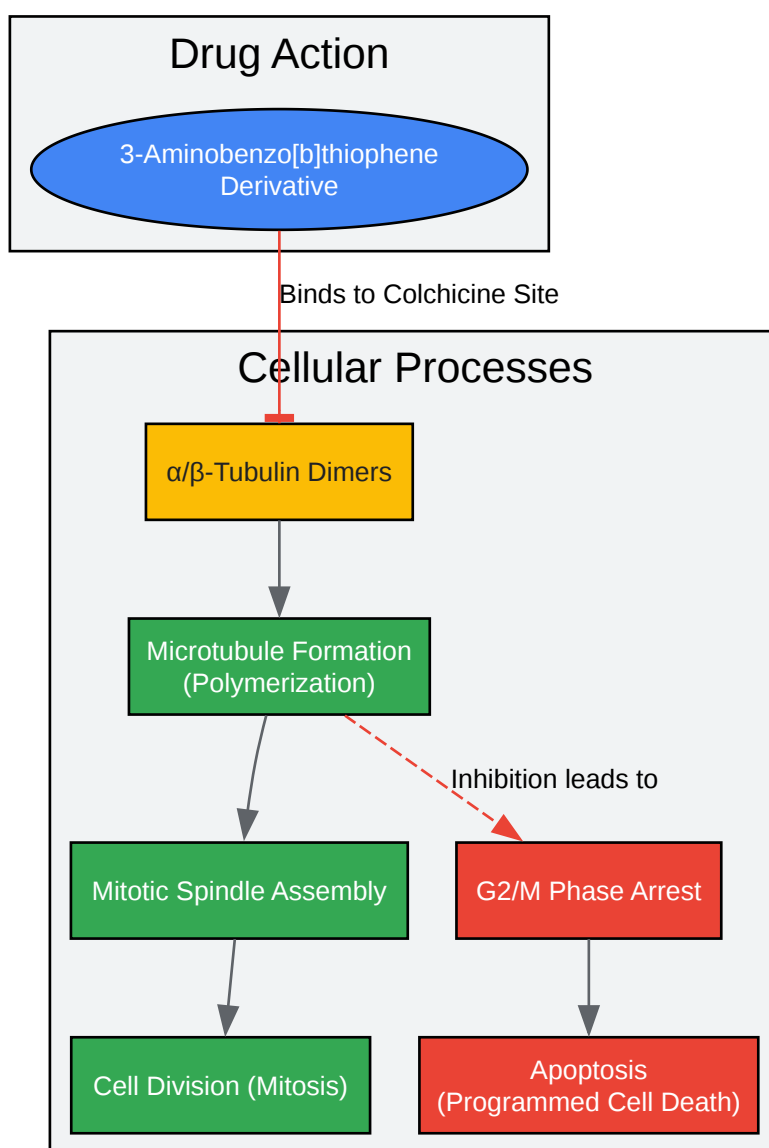 Drug Action
3-Aminobenzo[b]thiophene
Derivative
Binds to Colchicine Site
Cellular Processes
α/β-Tubulin Dimers
Microtubule Formation
(Polymerization)
Inhibition leads to
Mitotic Spindle Assembly
G2/M Phase Arrest
Cell Division (Mitosis)
Apoptosis
(Programmed Cell Death)